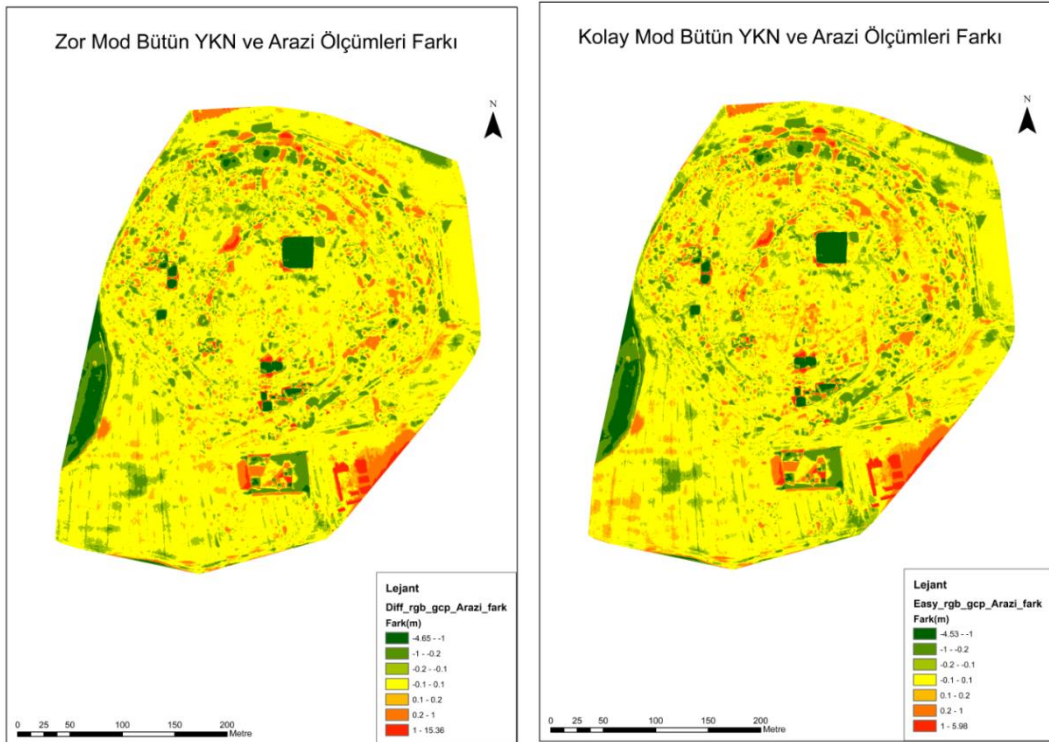 Zor Mod Bütün YKN ve Arazi Ölçümleri Farkı
N
Lejant
Diff_rgb_gcp_Arazi_fark
Fark(m)
-4.65 - -1
-1 - -0.2
-0.2 - -0.1
-0.1 - 0.1
0.1 - 0.2
0.2 - 1
1 - 15.36
0 25 50 100 150 200
Metre
Kolay Mod Bütün YKN ve Arazi Ölçümleri Farkı
N
Lejant
Easy_rgb_gcp_Arazi_fark
Fark(m)
-4.53 - -1
-1 - -0.2
-0.2 - -0.1
-0.1 - 0.1
0.1 - 0.2
0.2 - 1
1 - 5.98
0 25 50 100 150 200
Metre